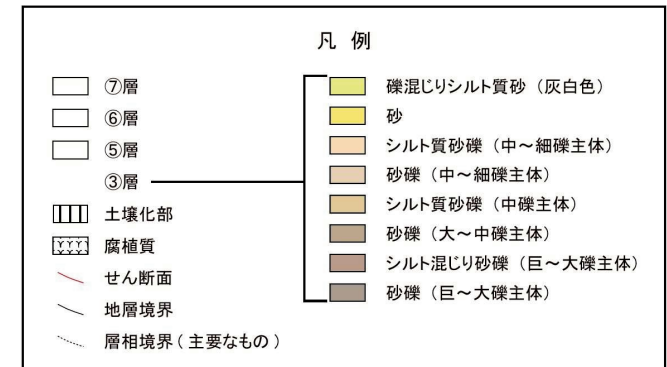 凡 例
⑦層
⑥層
⑤層
③層
土壌化部
腐植質
せん断面
地層境界
層相境界(主要なもの)
礫混じりシルト質砂(灰白色)
砂
シルト質砂礫(中～細礫主体)
砂礫(中～細礫主体)
シルト質砂礫(中礫主体)
砂礫(大～中礫主体)
シルト混じり砂礫(巨～大礫主体)
砂礫(巨～大礫主体)